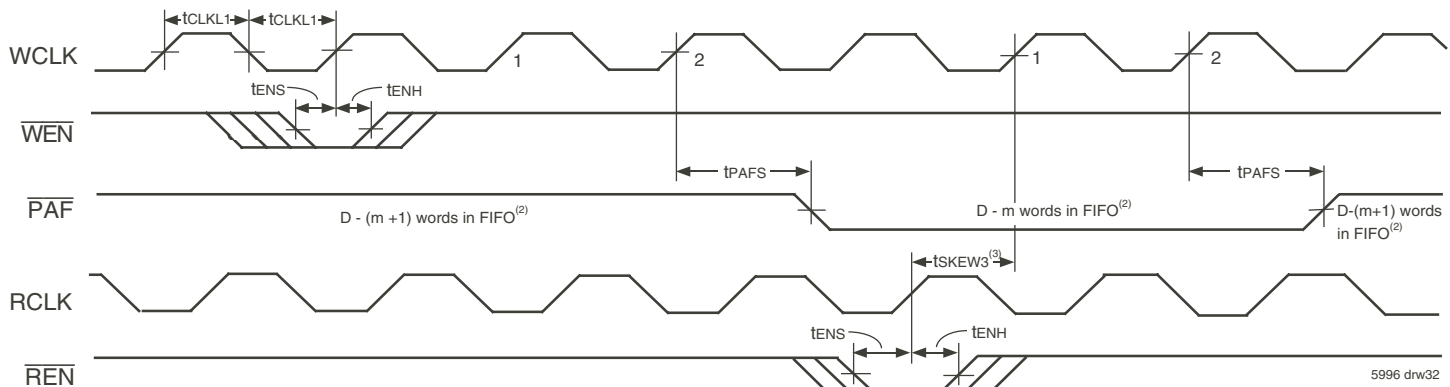 tCLKL1 tCLKL1
WCLK 1 2 1 2
tENS tENH
WEN
tPAFS tPAFS
PAF
D - (m +1) words in FIFO(2) D - m words in FIFO(2) D-(m+1) words
in FIFO(2)
tSKEW3(3)
RCLK
tENS tENH
REN
5996 drw32